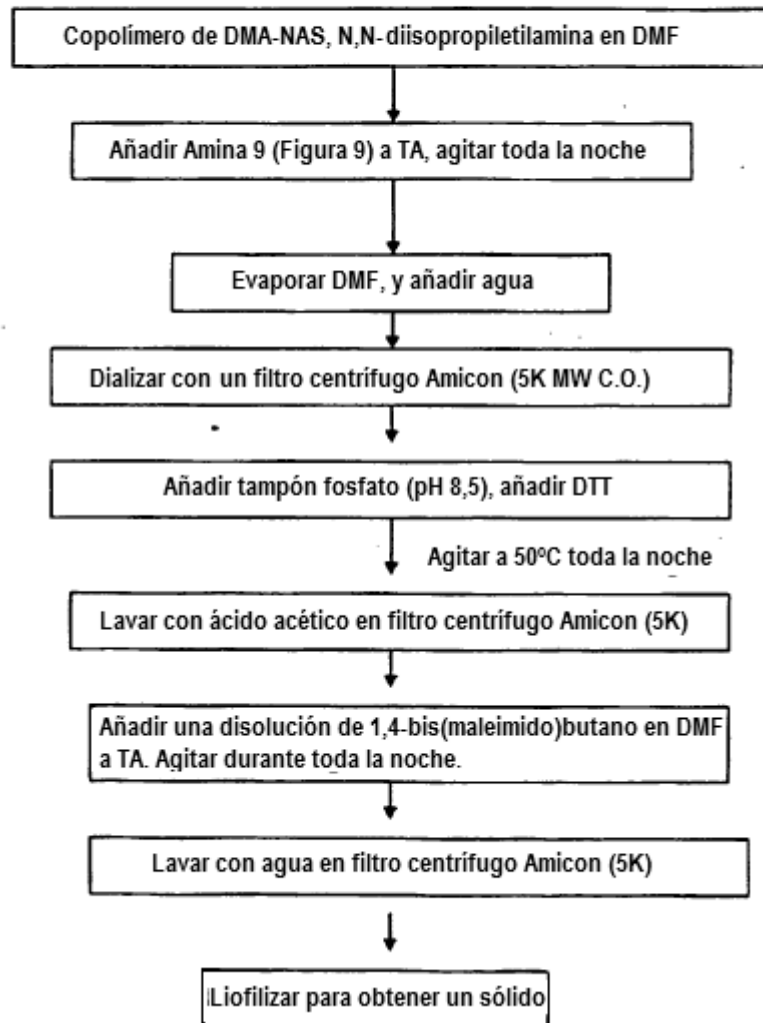 Copolímero de DMA-NAS, N,N- diisopropiletilamina en DMF
Añadir Amina 9 (Figura 9) a TA, agitar toda la noche
Evaporar DMF, y añadir agua
Dializar con un filtro centrífugo Amicon (5K MW C.O.)
Añadir tampón fosfato (pH 8,5), añadir DTT
Agitar a 50ºC toda la noche
Lavar con ácido acético en filtro centrífugo Amicon (5K)
Añadir una disolución de 1,4-bis(maleimido)butano en DMF
a TA. Agitar durante toda la noche.
Lavar con agua en filtro centrífugo Amicon (5K)
Liofilizar para obtener un sólido